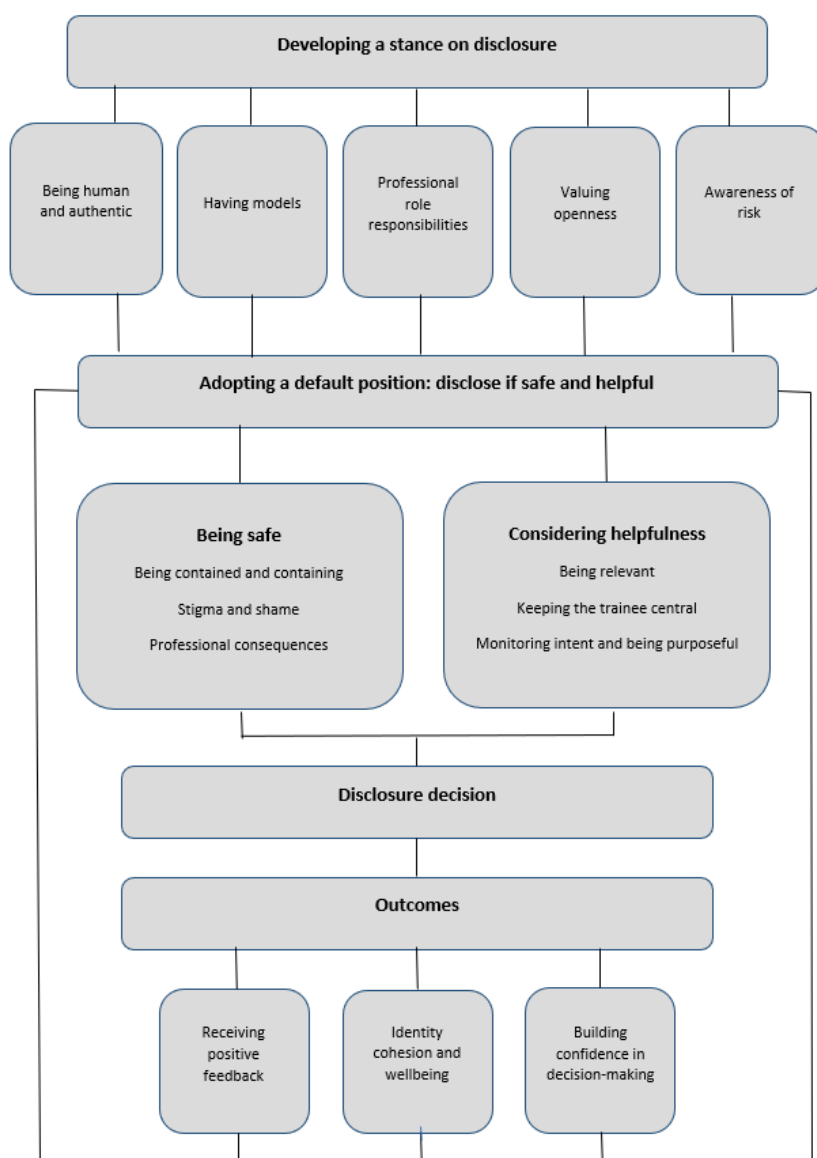 Developing a stance on disclosure
Being human
and authentic
Having models
Professional
role
responsibilities
Valuing
openness
Awareness of
risk
Adopting a default position: disclose if safe and helpful
Being safe
Being contained and containing
Stigma and shame
Professional consequences
Considering helpfulness
Being relevant
Keeping the trainee central
Monitoring intent and being purposeful
Disclosure decision
Outcomes
Receiving
positive
feedback
Identity
cohesion and
wellbeing
Building
confidence in
decision-making